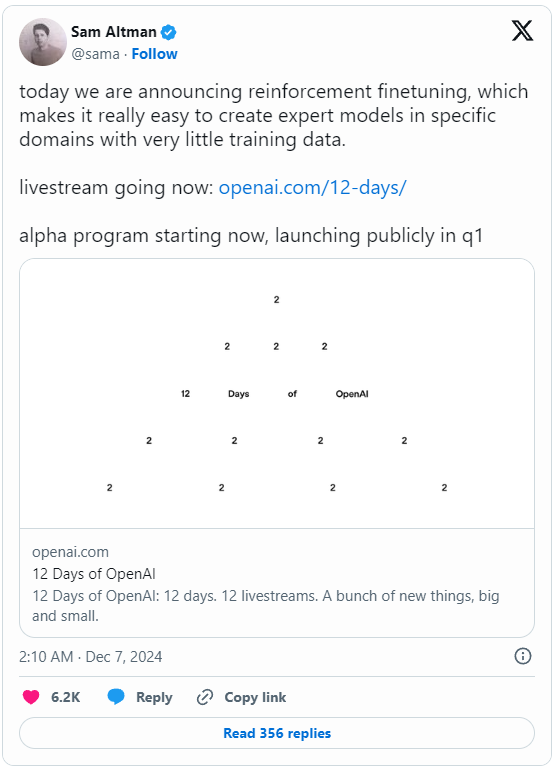 Sam Altman
@sama · Follow
today we are announcing reinforcement finetuning, which
makes it really easy to create expert models in specific
domains with very little training data.
livestream going now: openai.com/12-days/
alpha program starting now, launching publicly in q1
2
2 2 2
12 Days of OpenAI
2 2 2 2
2 2 2 2
openai.com
12 Days of OpenAI
12 Days of OpenAI: 12 days. 12 livestreams. A bunch of new things, big
and small.
2:10 AM · Dec 7, 2024
6.2K Reply Copy link
Read 356 replies